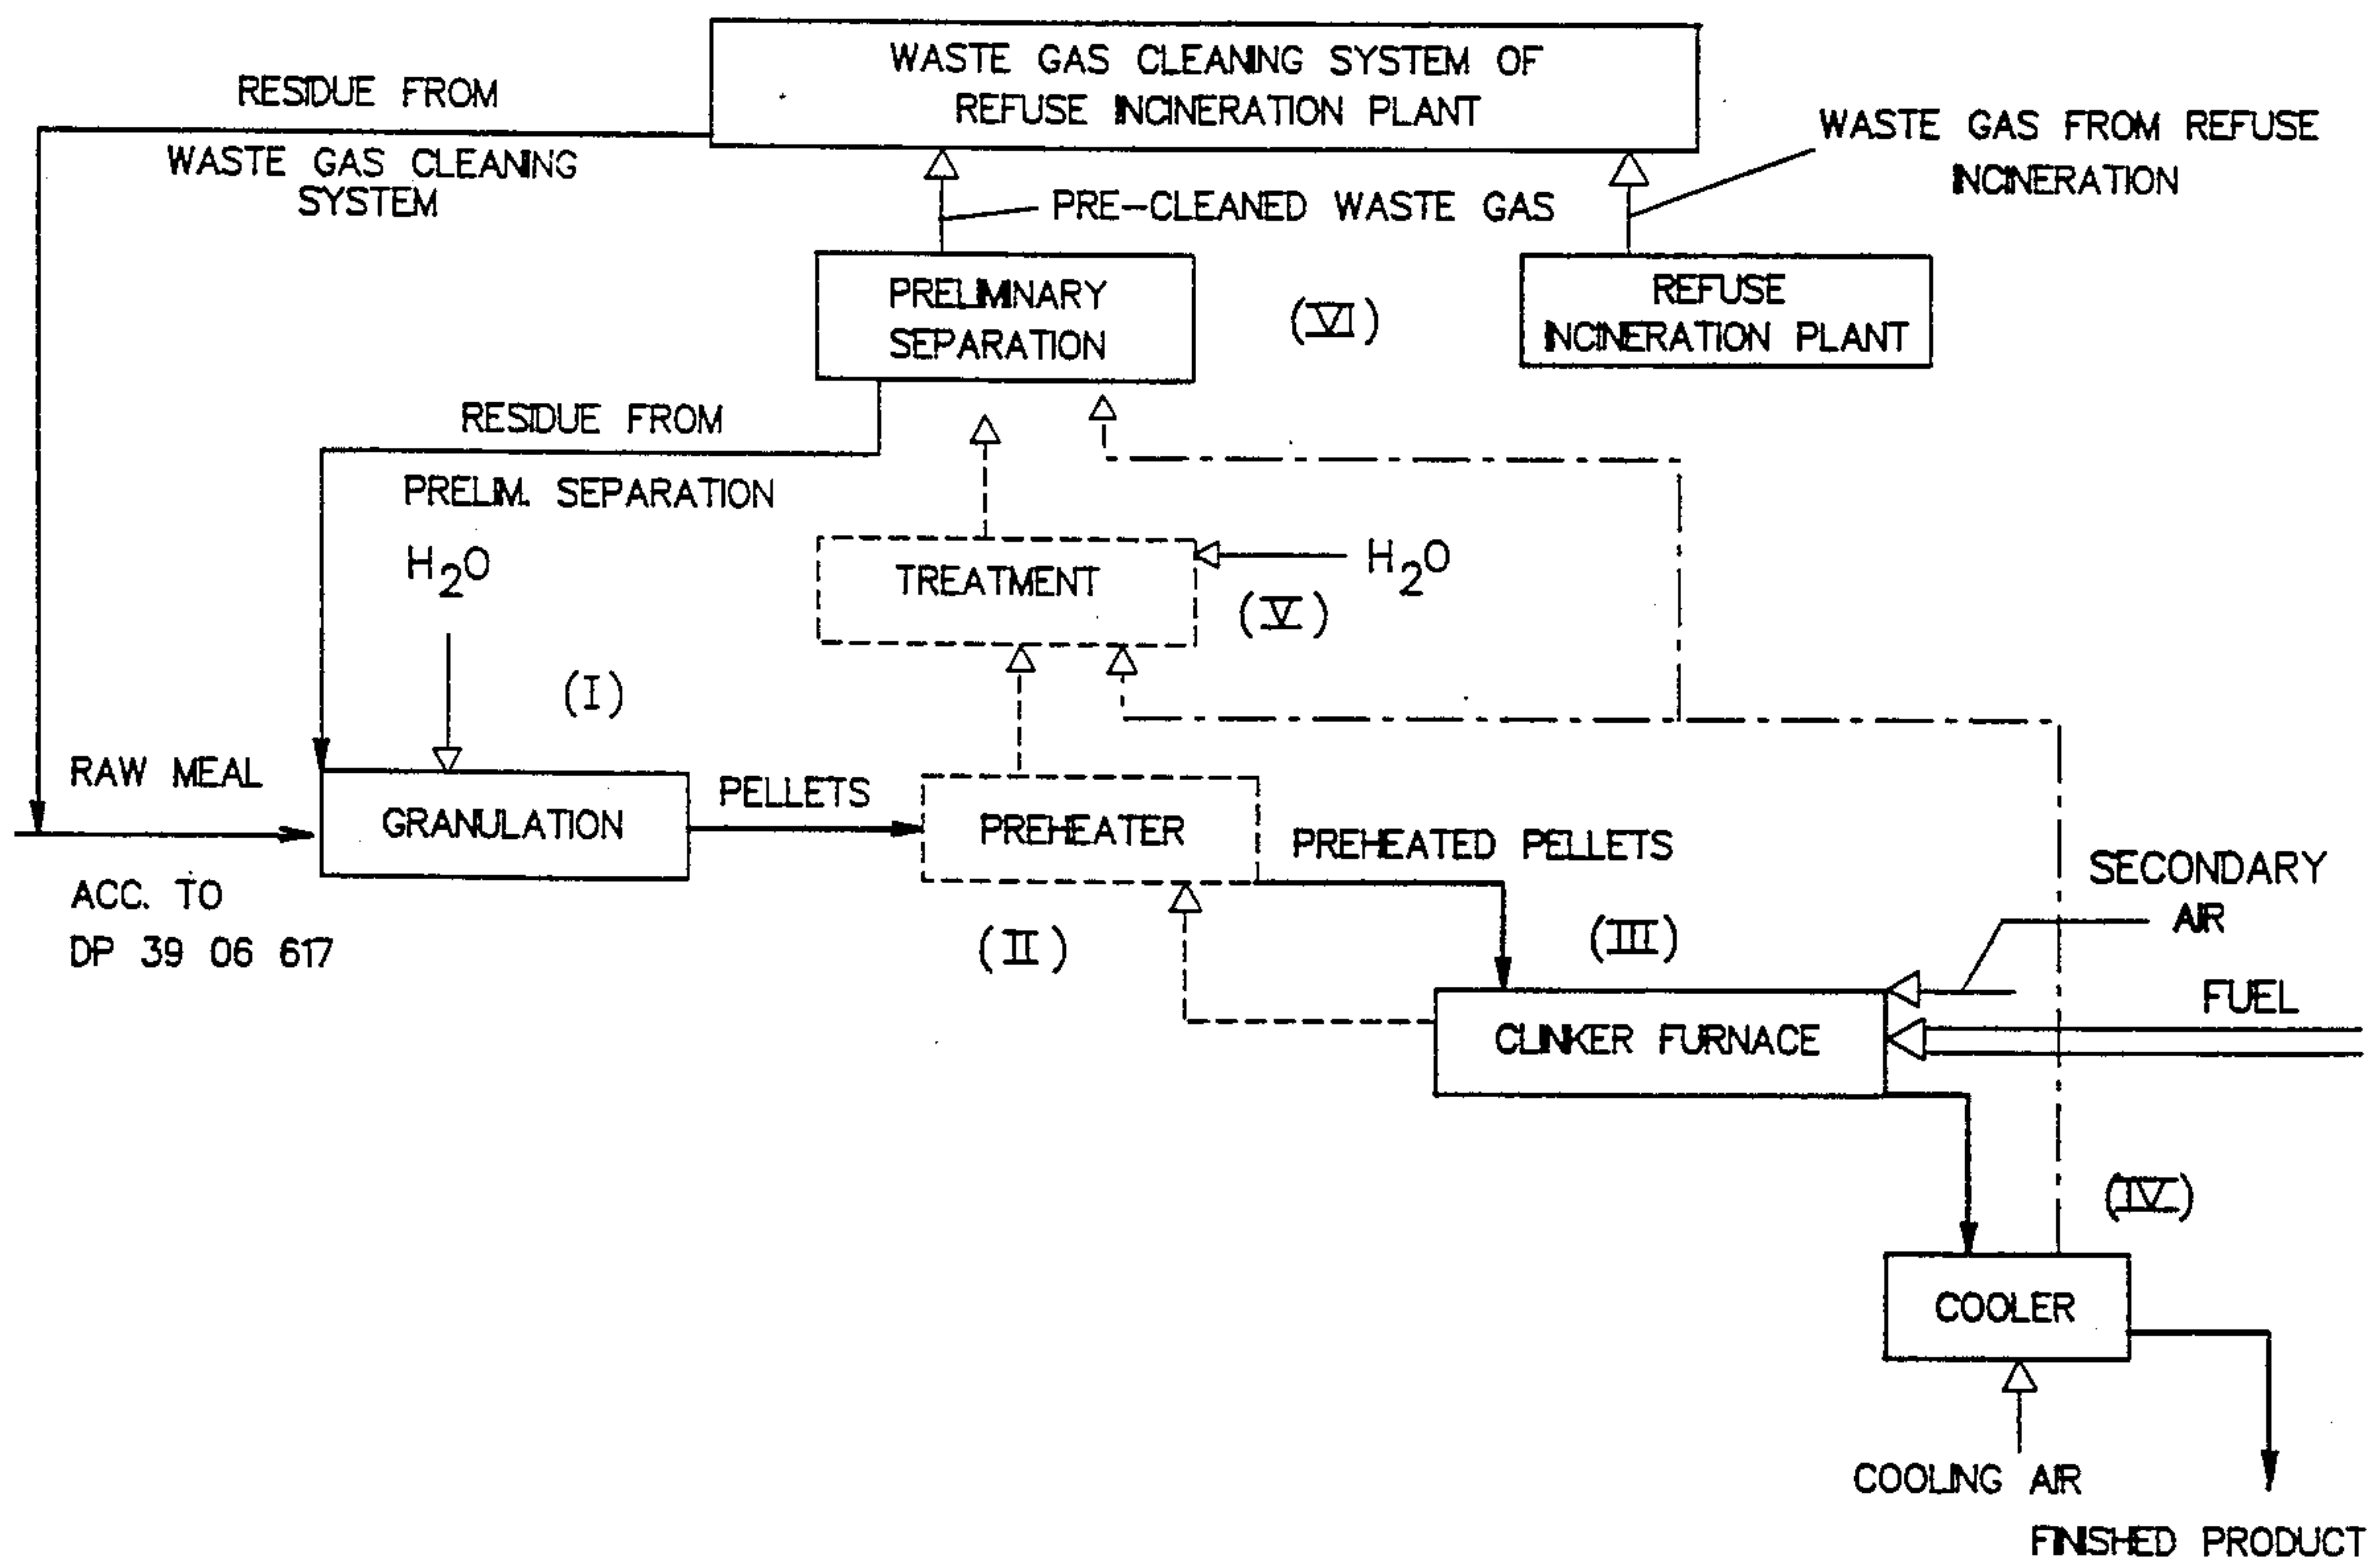 WASTE GAS CLEANING SYSTEM OF
REFUSE INCINERATION PLANT
RESIDUE FROM
WASTE GAS CLEANING
SYSTEM
WASTE GAS FROM REFUSE
INCINERATION
PRE-CLEANED WASTE GAS
PRELIMINARY
SEPARATION
(VI)
REFUSE
INCINERATION PLANT
RESIDUE FROM
PRELIM. SEPARATION
H2O
TREATMENT
H2O
(V)
(I)
RAW MEAL
GRANULATION
PELLETS
PREHEATER
PREHEATED PELLETS
ACC. TO
DP 39 06 617
(II)
(III)
SECONDARY
AIR
FUEL
CLINKER FURNACE
(IV)
COOLER
COOLING AIR
FINISHED PRODUCT